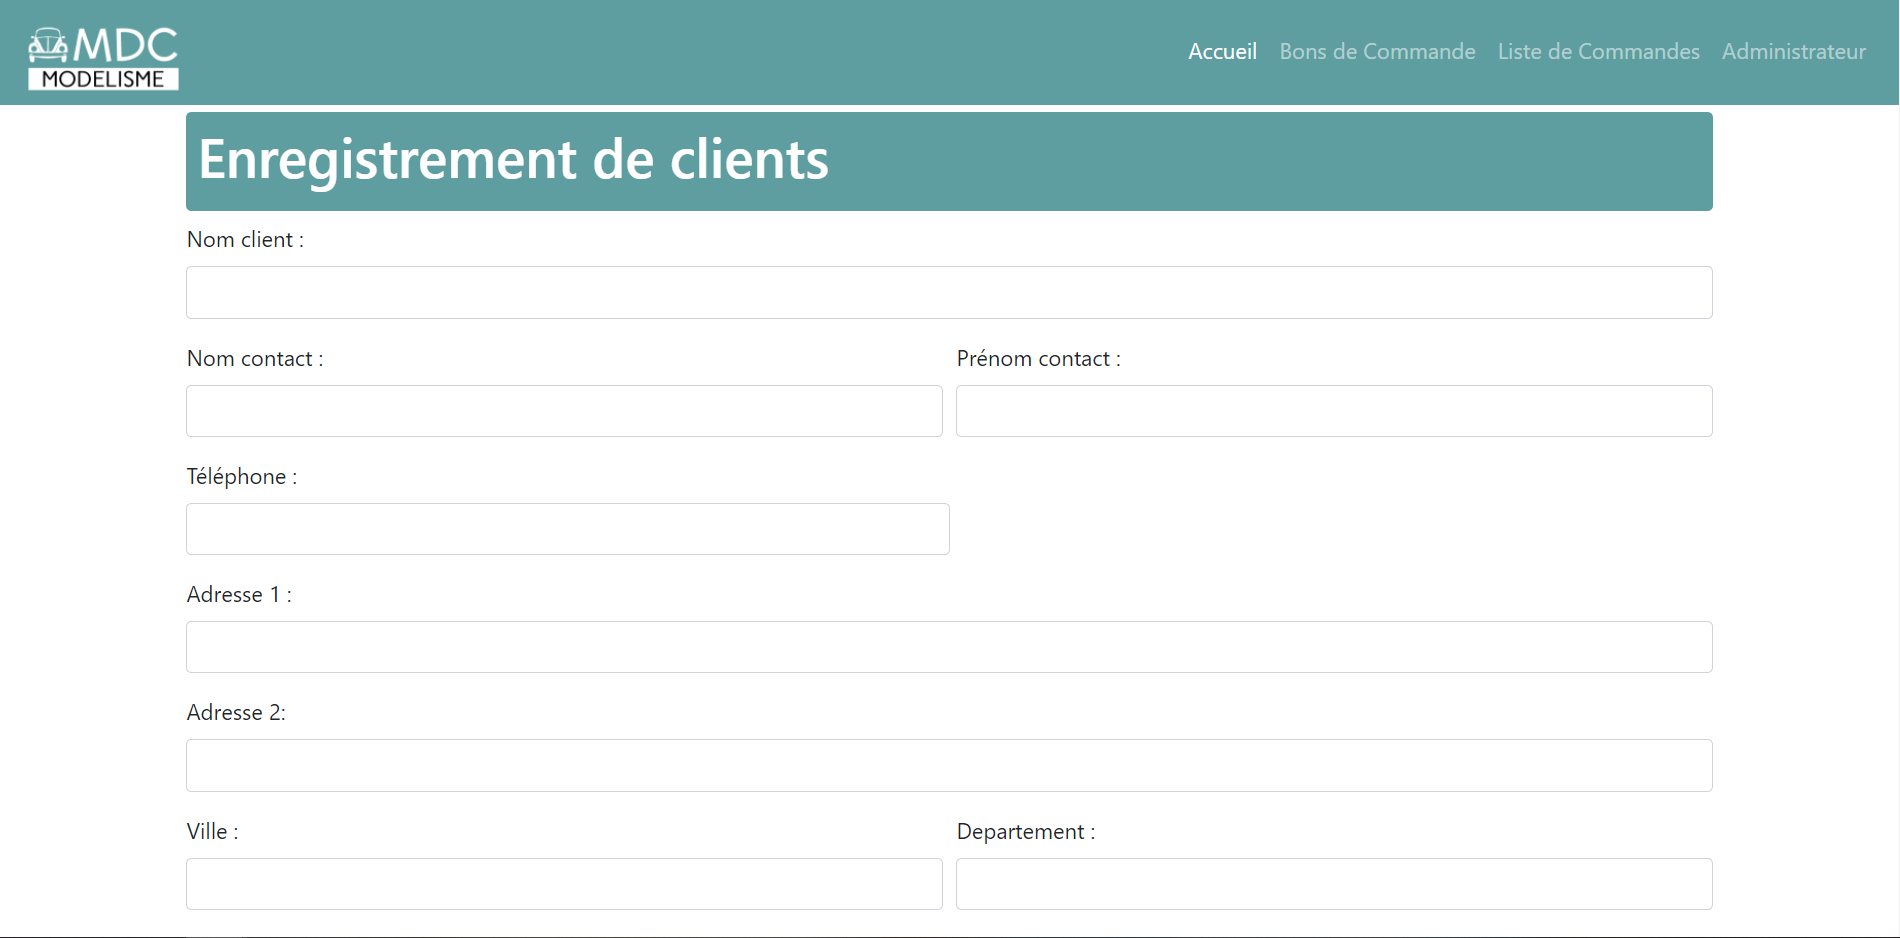 MDC
MODELISME
Accueil Bons de Commande Liste de Commandes Administrateur
Enregistrement de clients
Nom client :
Nom contact : Prénom contact :
Téléphone :
Adresse 1 :
Adresse 2:
Ville : Departement :